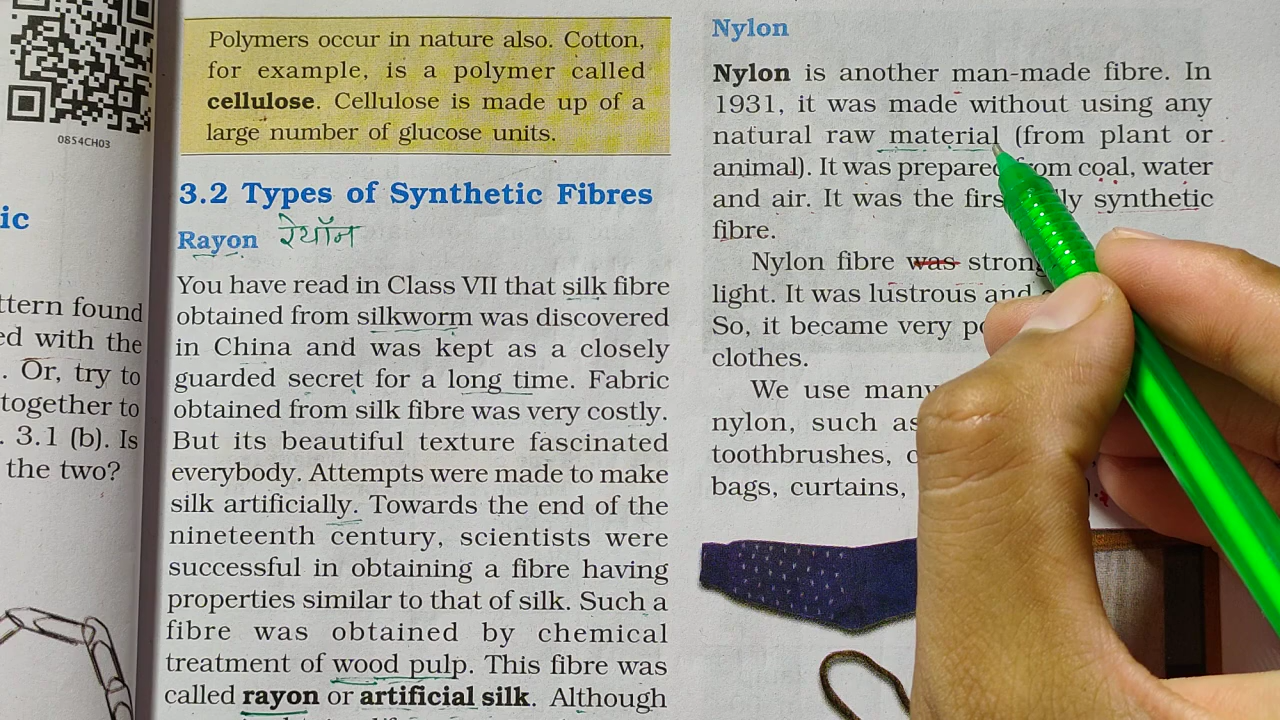 0854CH03
ic
ttern found
ed with the
. Or, try to
together to
. 3.1 (b). Is
the two?
Polymers occur in nature also. Cotton,
for example, is a polymer called
cellulose. Cellulose is made up of a
large number of glucose units.
3.2 Types of Synthetic Fibres
Rayon रेयॉन
You have read in Class VII that silk fibre
obtained from silkworm was discovered
in China and was kept as a closely
guarded secret for a long time. Fabric
obtained from silk fibre was very costly.
But its beautiful texture fascinated
everybody. Attempts were made to make
silk artificially. Towards the end of the
nineteenth century, scientists were
successful in obtaining a fibre having
properties similar to that of silk. Such a
fibre was obtained by chemical
treatment of wood pulp. This fibre was
called rayon or artificial silk. Although
Nylon
Nylon is another man-made fibre. In
1931, it was made without using any
natural raw material (from plant or
animal). It was prepared from coal, water
and air. It was the first synthetic
fibre.
Nylon fibre was strong
light. It was lustrous and
So, it became very
clothes.
We use many
nylon, such as
toothbrushes,
bags, curtains,